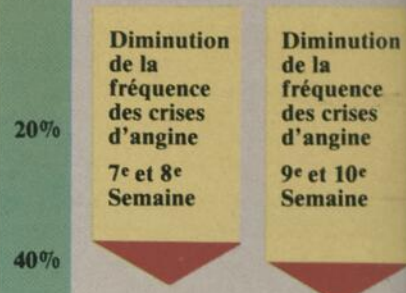 20%
40%
Diminution
de la
fréquence
des crises
d'angine
7e et 8e
Semaine
Diminution
de la
fréquence
des crises
d'angine
9e et 10e
Semaine